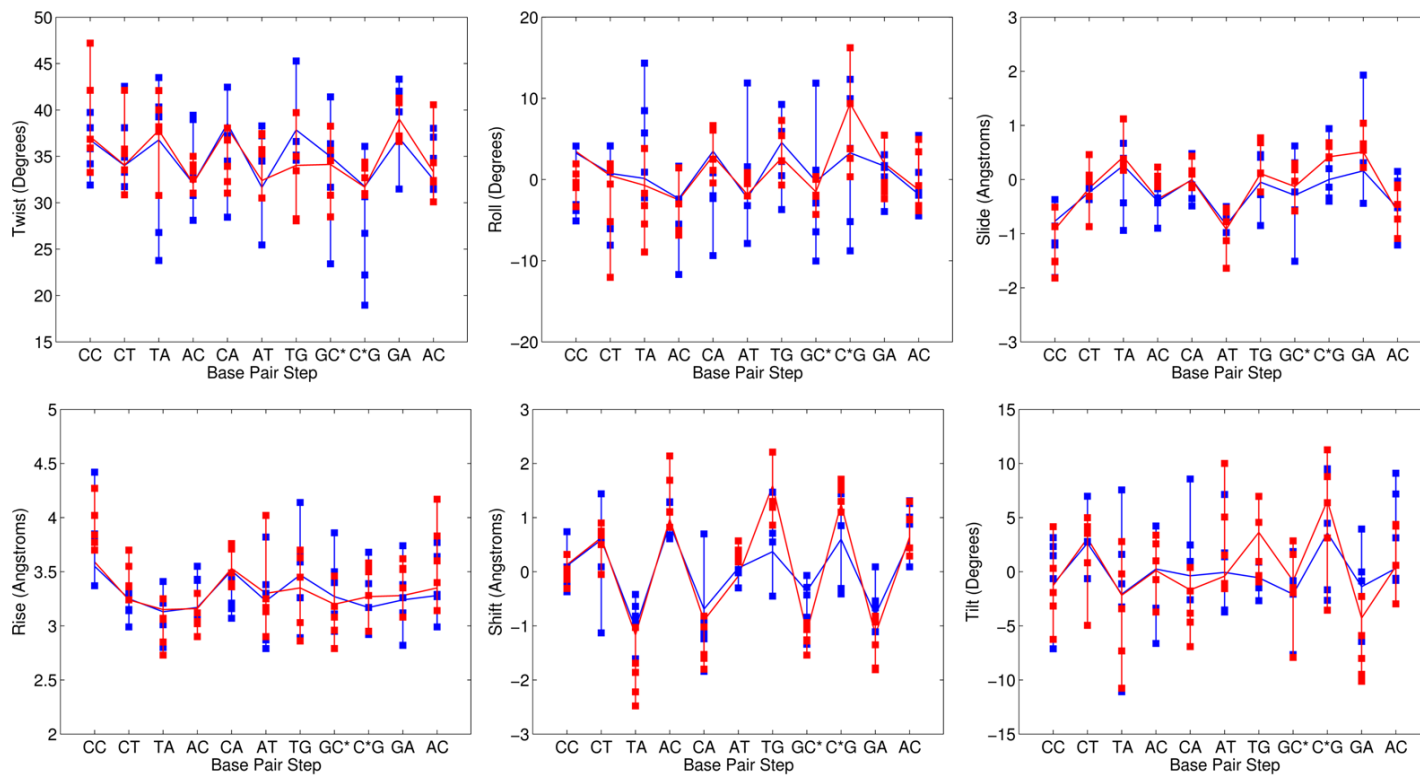 50
45
40
35
30
25
20
15
Twist (Degrees)
CC CT TA AC CA AT TG GC* C*G GA AC
Base Pair Step
20
10
0
−10
−20
Roll (Degrees)
CC CT TA AC CA AT TG GC* C*G GA AC
Base Pair Step
3
2
1
0
−1
−2
−3
Slide (Angstroms)
CC CT TA AC CA AT TG GC* C*G GA AC
Base Pair Step
5
4.5
4
3.5
3
2.5
2
Rise (Angstroms)
CC CT TA AC CA AT TG GC* C*G GA AC
Base Pair Step
3
2
1
0
−1
−2
−3
Shift (Angstroms)
CC CT TA AC CA AT TG GC* C*G GA AC
Base Pair Step
15
10
5
0
−5
−10
−15
Tilt (Degrees)
CC CT TA AC CA AT TG GC* C*G GA AC
Base Pair Step